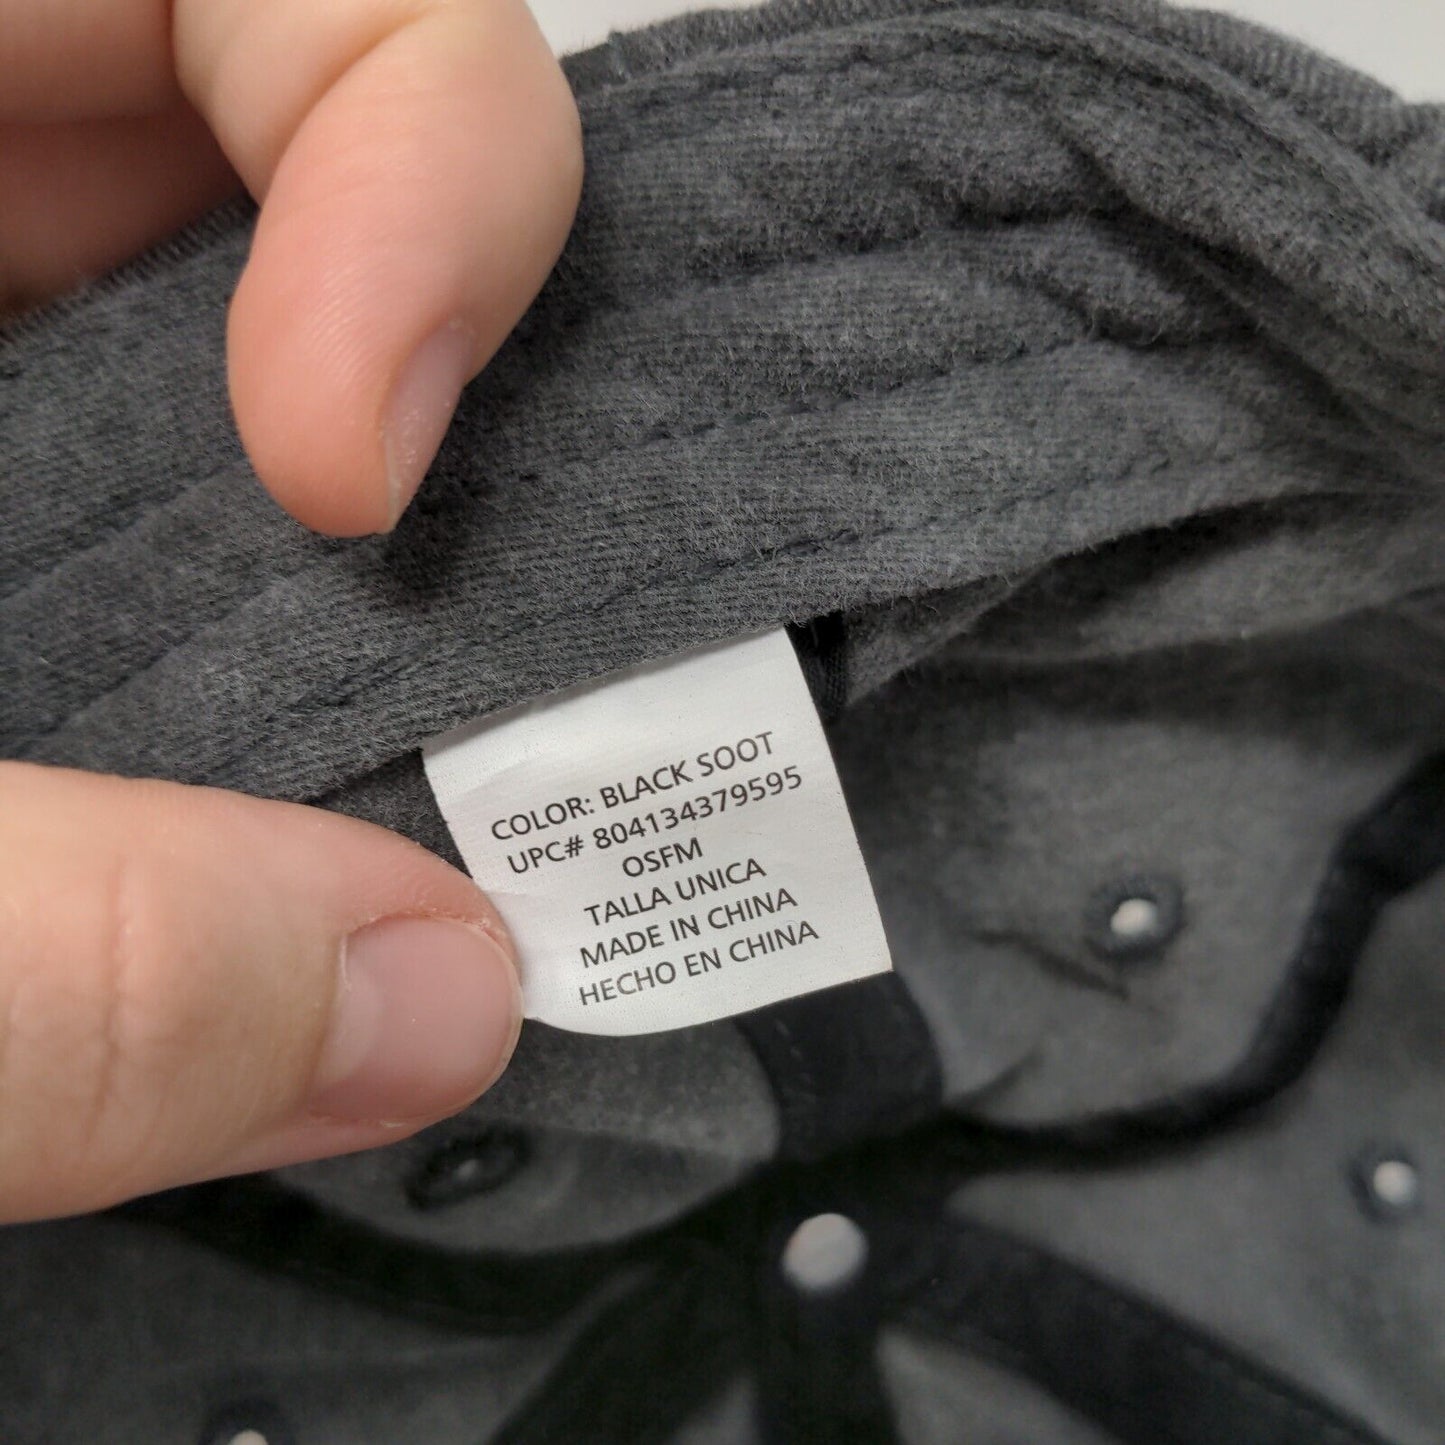 COLOR: BLACK SOOT
UPC# 804134379595
OSFM
TALLA UNICA
MADE IN CHINA
HECHO EN CHINA